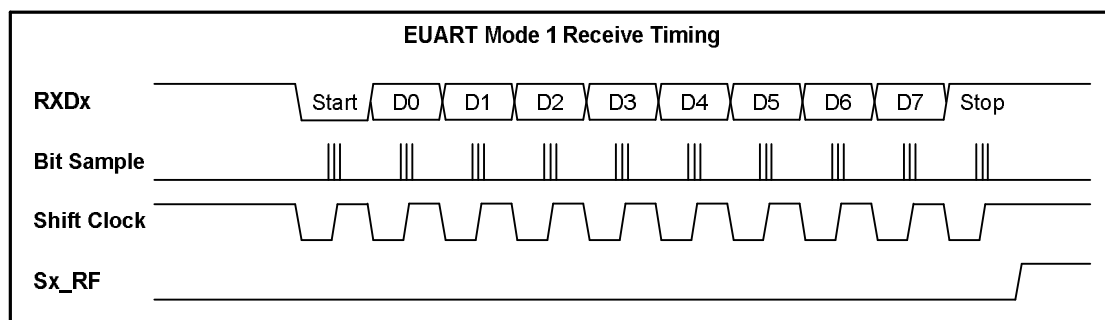 EUART Mode 1 Receive Timing
RXDx Start D0 D1 D2 D3 D4 D5 D6 D7 Stop
Bit Sample
Shift Clock
Sx_RF